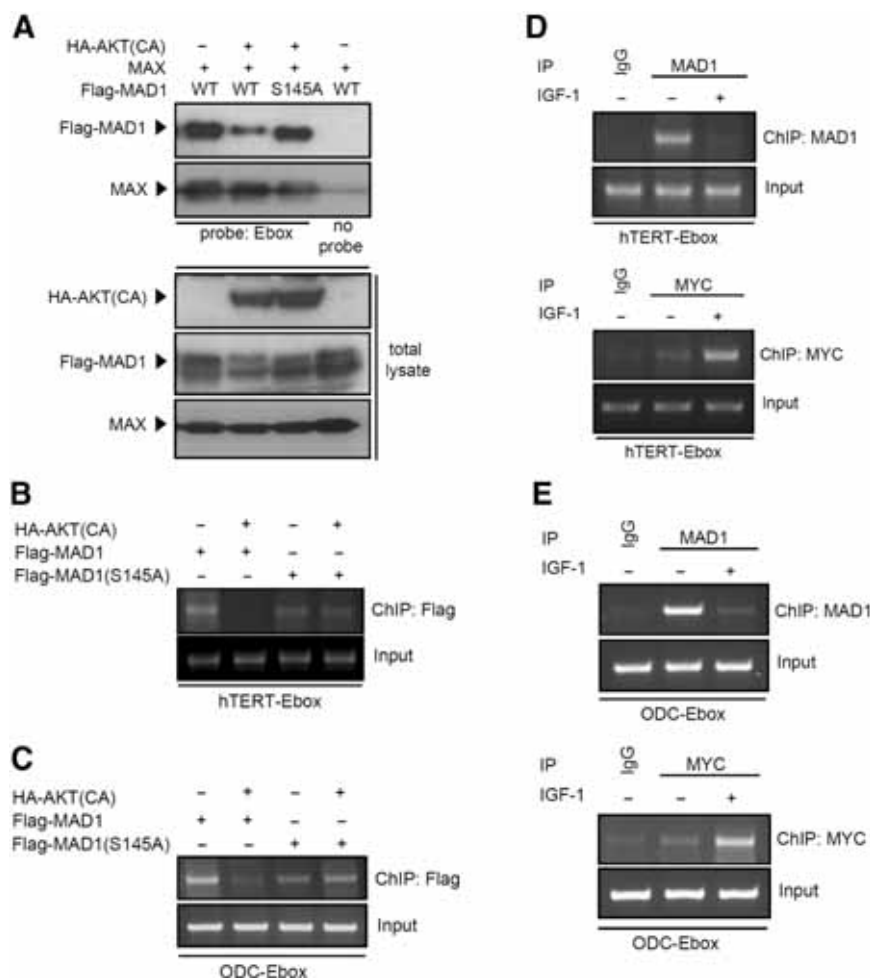 A
HA-AKT(CA) – + + –
MAX + + + +
Flag-MAD1 WT WT S145A WT
Flag-MAD1
MAX
probe: Ebox no probe
HA-AKT(CA)
Flag-MAD1
MAX
total lysate
B
HA-AKT(CA) – + – +
Flag-MAD1 + + – –
Flag-MAD1(S145A) – – + +
ChIP: Flag
Input
hTERT-Ebox
C
HA-AKT(CA) – + – +
Flag-MAD1 + + – –
Flag-MAD1(S145A) – – + +
ChIP: Flag
Input
ODC-Ebox
D
IP IgG MAD1
IGF-1 – – +
ChIP: MAD1
Input
hTERT-Ebox
IP IgG MYC
IGF-1 – – +
ChIP: MYC
Input
hTERT-Ebox
E
IP IgG MAD1
IGF-1 – – +
ChIP: MAD1
Input
ODC-Ebox
IP IgG MYC
IGF-1 – – +
ChIP: MYC
Input
ODC-Ebox